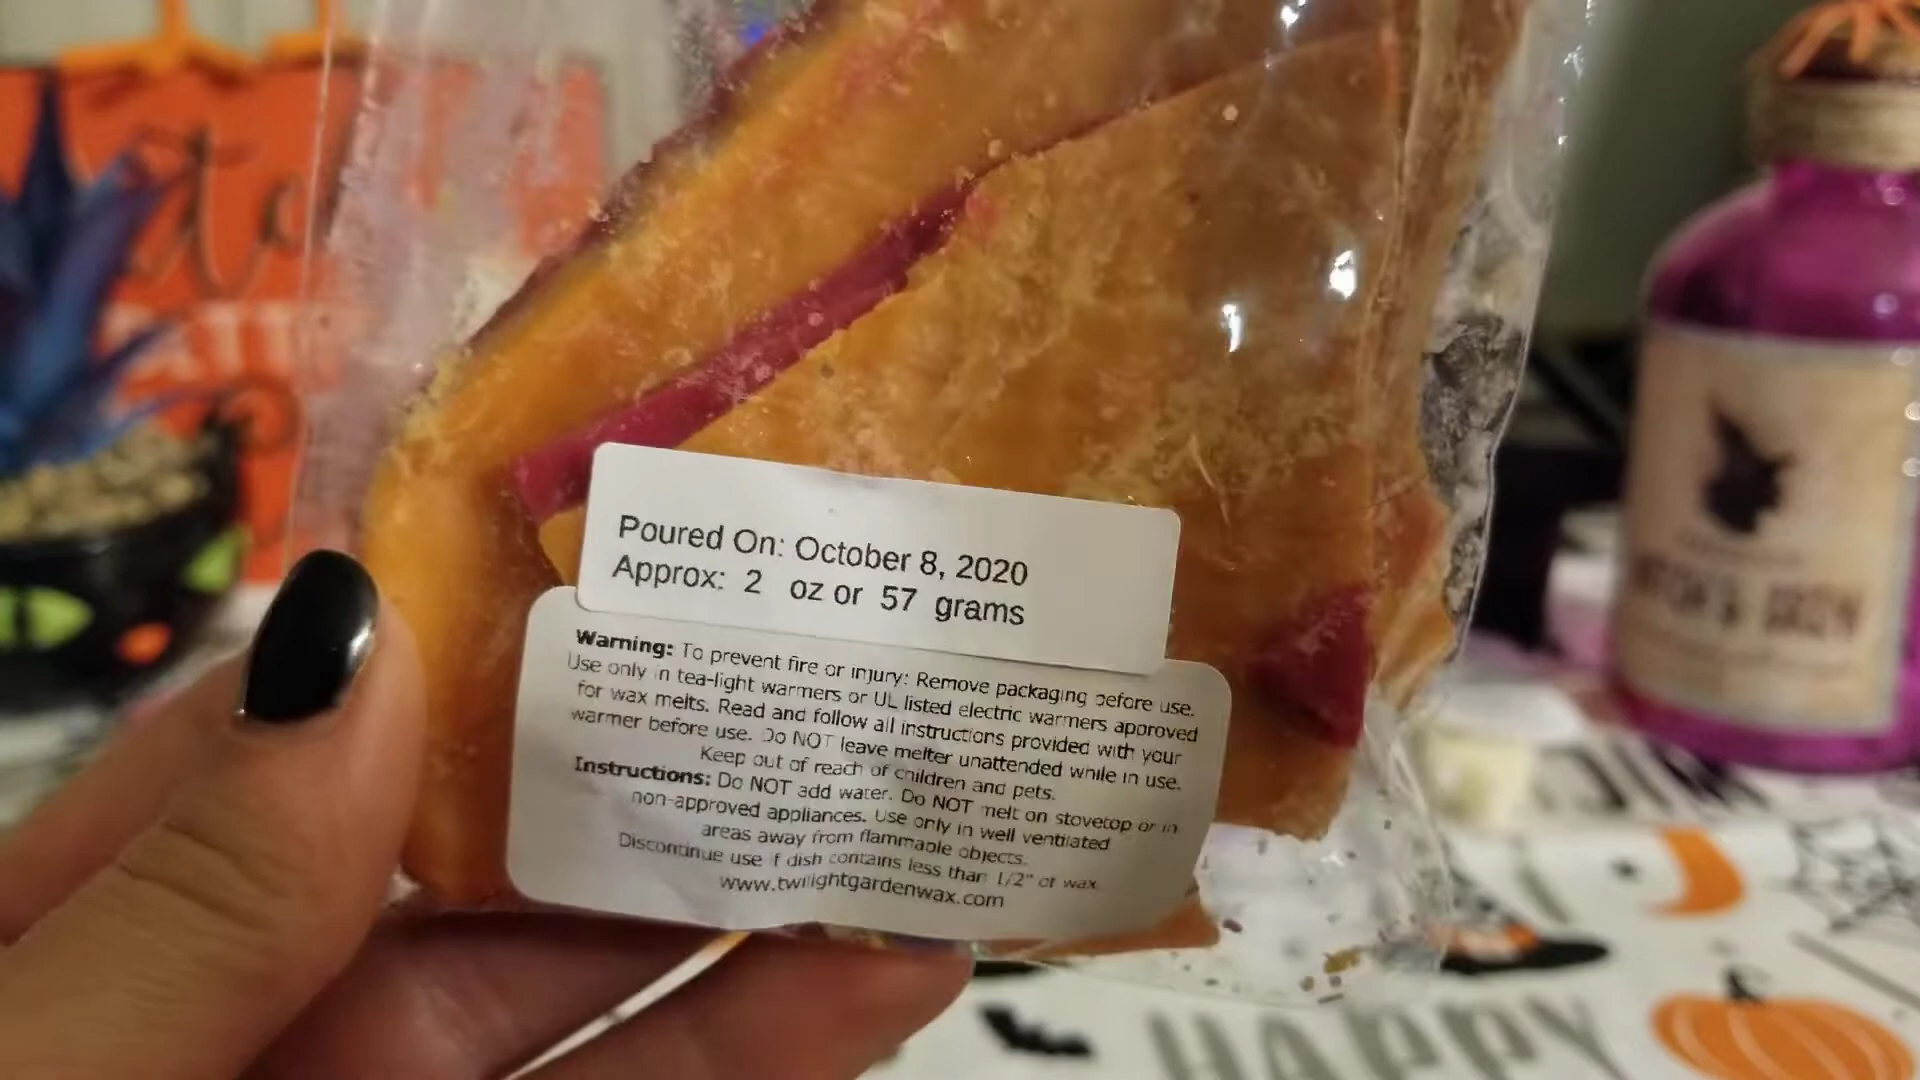 Poured On: October 8, 2020
Approx: 2 oz or 57 grams
Warning: To prevent fire or injury: Remove packaging before use.
Use only in tea-light warmers or UL listed electric warmers approved
for wax melts. Read and follow all instructions provided with your
warmer before use. Do NOT leave melter unattended while in use.
Keep out of reach of children and pets.
Instructions: Do NOT add water. Do NOT melt on stovetop or in
non-approved appliances. Use only in well ventilated
areas away from flammable objects.
Discontinue use if dish contains less than 1/2" of wax.
www.twilightgardenwax.com
HAPPY